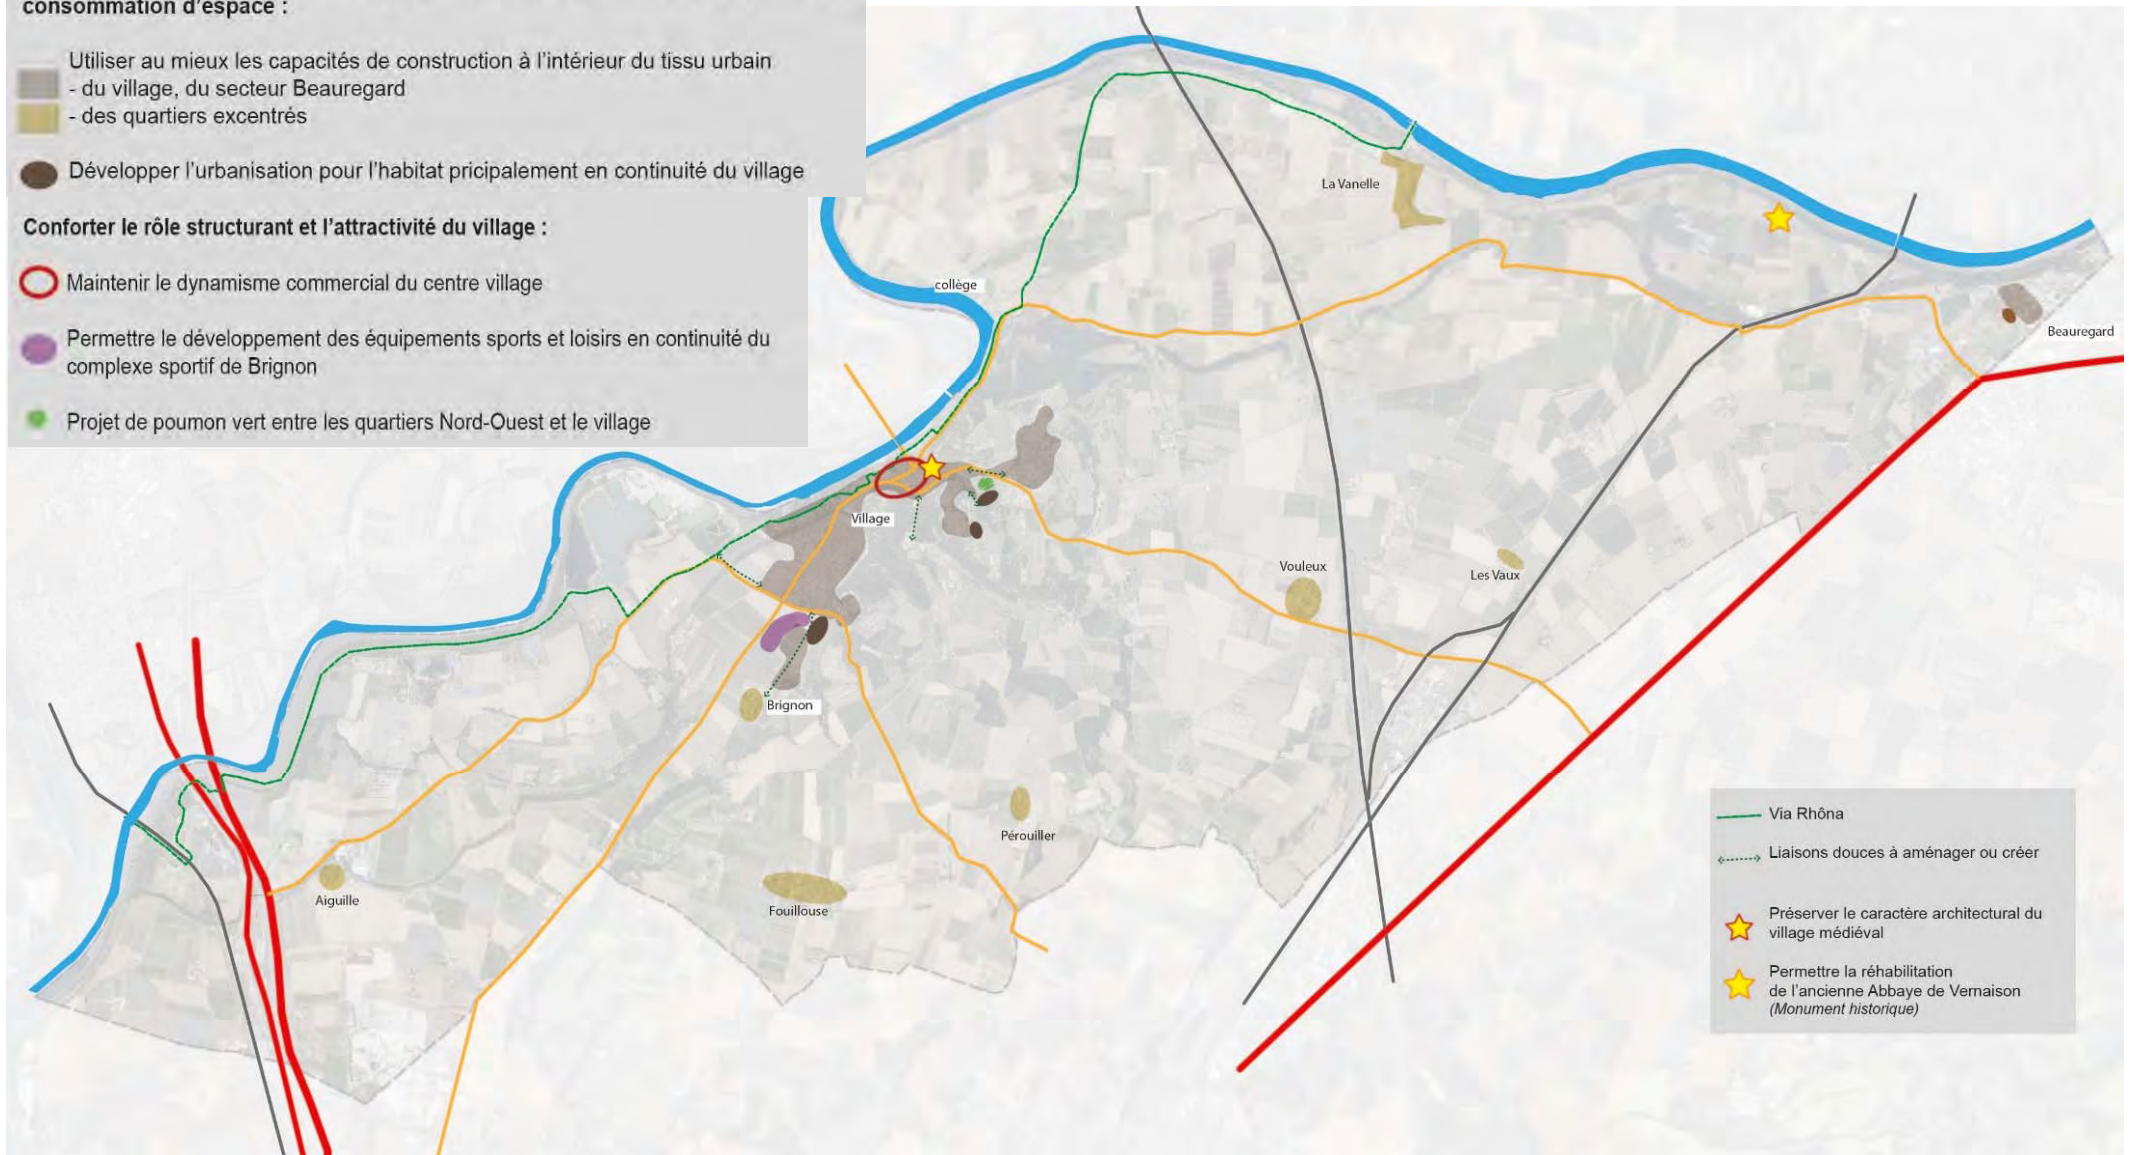 consommation d'espace :
Utiliser au mieux les capacités de construction à l'intérieur du tissu urbain
- du village, du secteur Beauregard
- des quartiers excentrés
Développer l'urbanisation pour l'habitat pricipalement en continuité du village
Conforter le rôle structurant et l'attractivité du village :
Maintenir le dynamisme commercial du centre village
Permettre le développement des équipements sports et loisirs en continuité du
complexe sportif de Brignon
Projet de poumon vert entre les quartiers Nord-Ouest et le village
La Vanelle
collège
Beauregard
Village
Vouleux
Les Vaux
Brignon
Pérouiller
Aiguille
Fouillouse
Via Rhôna
Liaisons douces à aménager ou créer
Préserver le caractère architectural du
village médiéval
Permettre la réhabilitation
de l'ancienne Abbaye de Vernaison
(Monument historique)